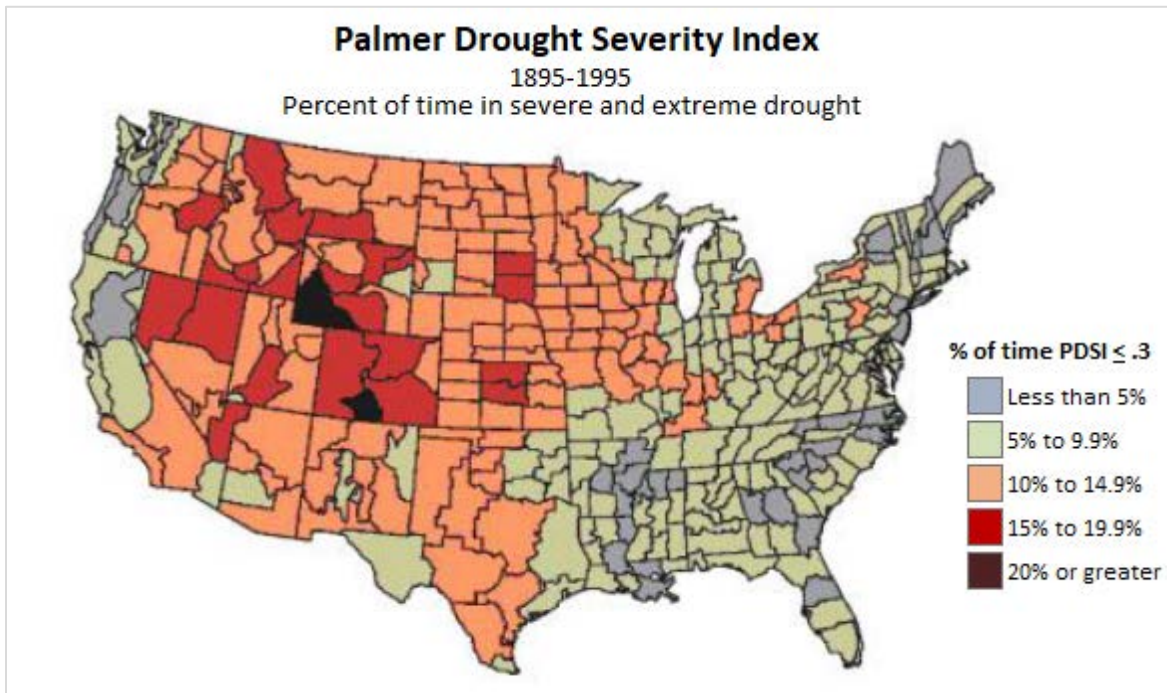 Palmer Drought Severity Index
1895-1995
Percent of time in severe and extreme drought
% of time PDSI ≤ .3
Less than 5%
5% to 9.9%
10% to 14.9%
15% to 19.9%
20% or greater